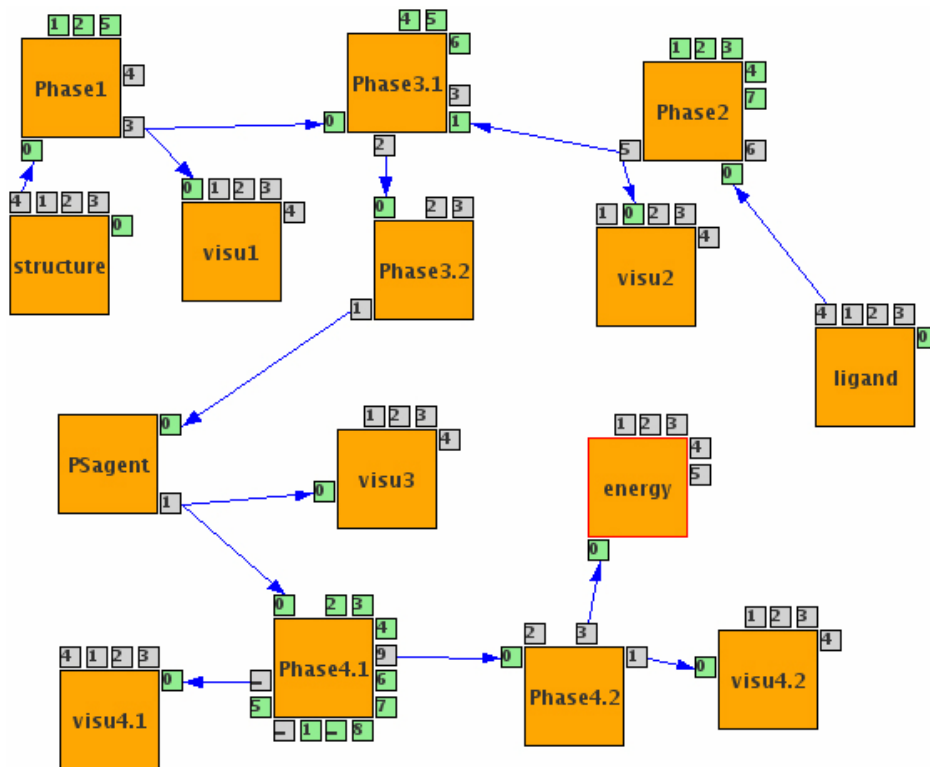 1 2 5
4 5
6
1 2 3
Phase1
4
Phase3.1
3
4
7
Phase2
3
0
1
5
6
0
2
0
4 1 2 3
0
0 1 2 3
4
0
2 3
1 0 2 3
4
structure
visu1
Phase3.2
visu2
1
4 1 2 3
0
ligand
0
1 2 3
4
1 2 3
4
5
PSagent
visu3
energy
1
0
0
0
2 3
4
9
6
7
Phase4.1
2
3
0
1
Phase4.2
1 2 3
4
0
visu4.2
4 1 2 3
0
visu4.1
–
5
– 1 – 8